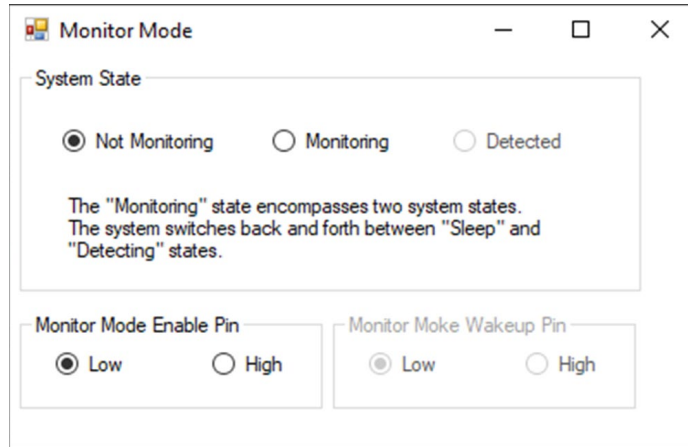 Monitor Mode
System State
Not Monitoring Monitoring Detected
The "Monitoring" state encompasses two system states.
The system switches back and forth between "Sleep" and
"Detecting" states.
Monitor Mode Enable Pin Monitor Moke Wakeup Pin
Low High Low High